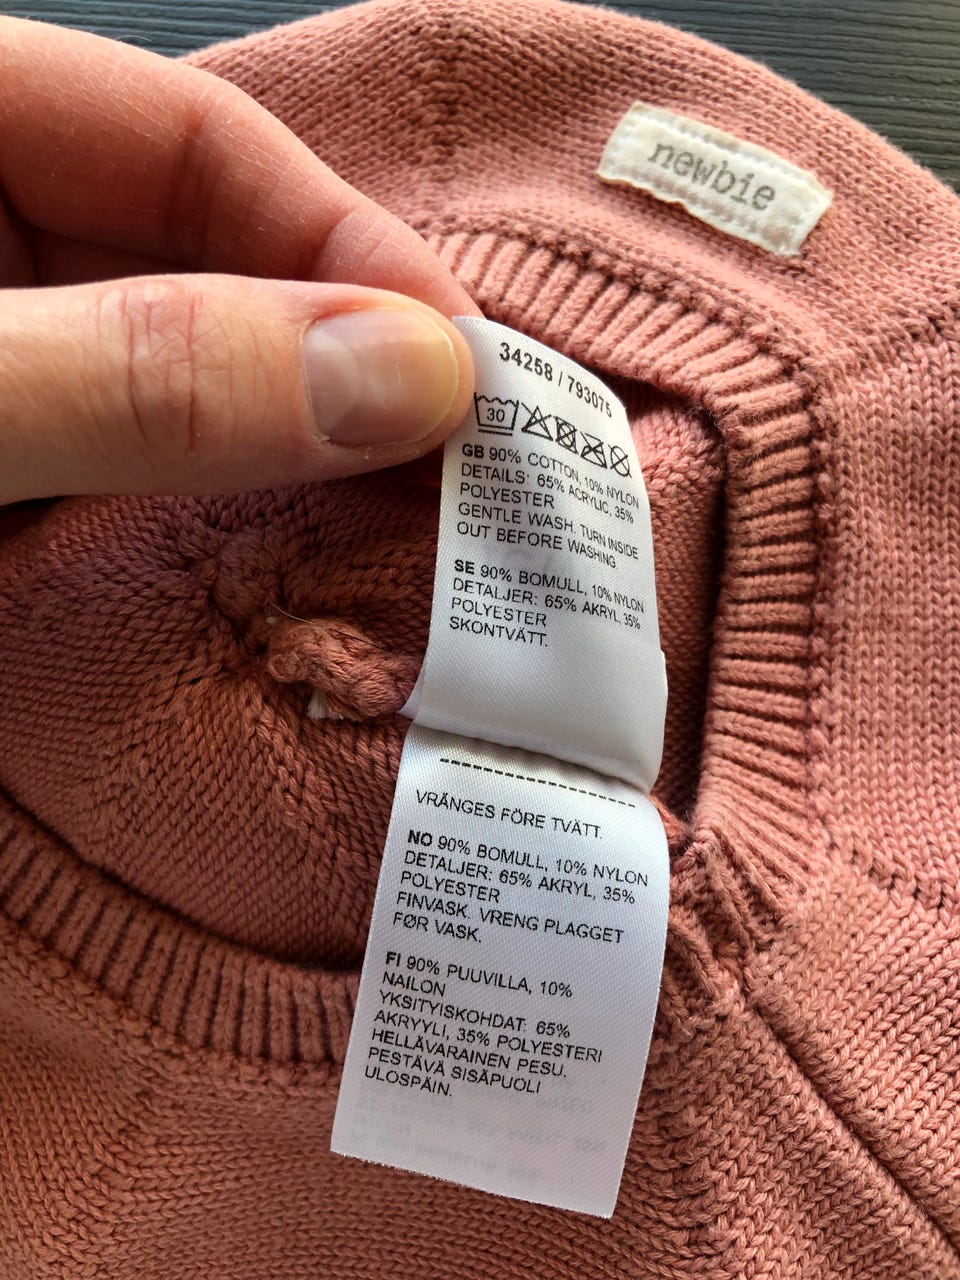 newbie
34258 / 793075
30
GB 90% COTTON, 10% NYLON
DETAILS: 65% ACRYLIC, 35%
POLYESTER
GENTLE WASH. TURN INSIDE
OUT BEFORE WASHING.
SE 90% BOMULL, 10% NYLON
DETALJER: 65% AKRYL, 35%
POLYESTER
SKONTVÄTT.
VRÄNGES FÖRE TVÄTT.
NO 90% BOMULL, 10% NYLON
DETALJER: 65% AKRYL, 35%
POLYESTER
FINVASK. VRENG PLAGGET
FØR VASK.
FI 90% PUUVILLA, 10%
NAILON
YKSITYISKOHDAT: 65%
AKRYYLI, 35% POLYESTERI
HELLÄVARAINEN PESU.
PESTÄVÄ SISÄPUOLI
ULOSPÄIN.